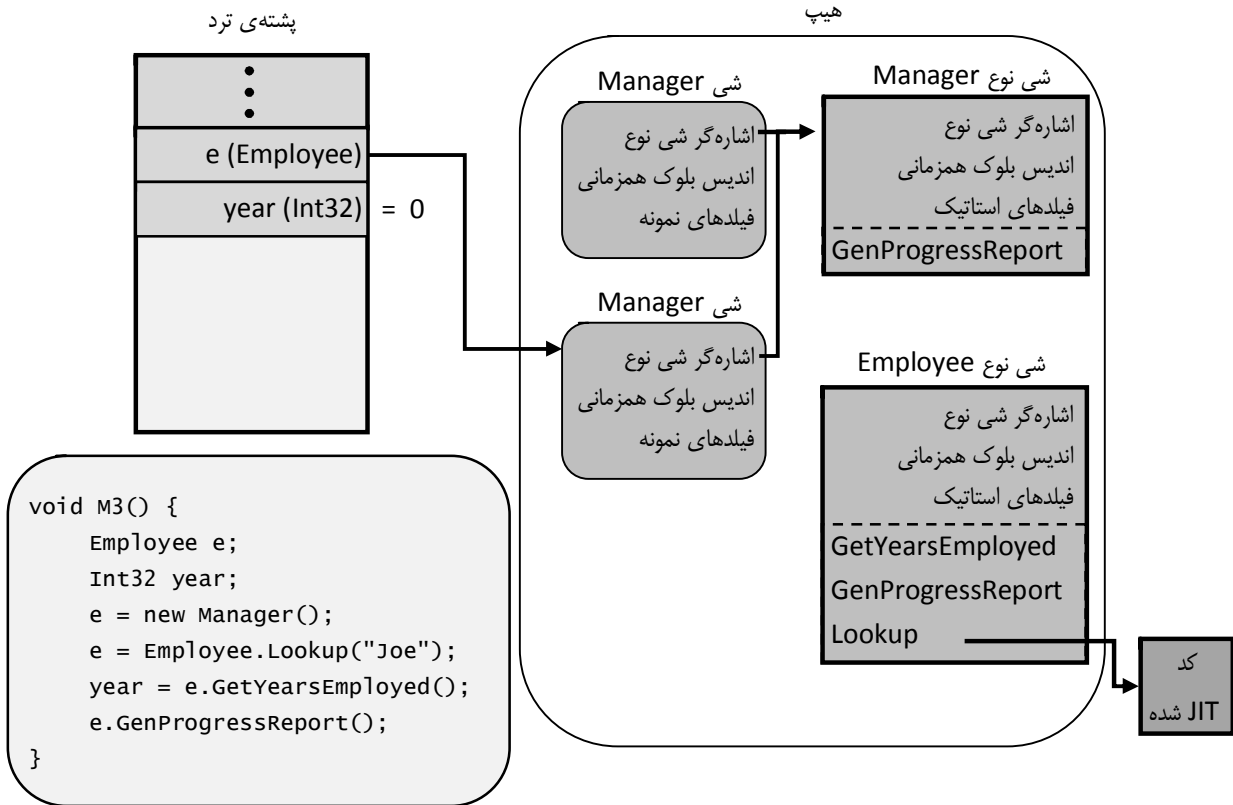 پشته‌ی ترد
e (Employee)
year (Int32) = 0
هیپ
شی Manager
اشاره‌گر شی نوع
اندیس بلوک همزمانی
فیلدهای نمونه
شی Manager
اشاره‌گر شی نوع
اندیس بلوک همزمانی
فیلدهای نمونه
شی نوع Manager
اشاره‌گر شی نوع
اندیس بلوک همزمانی
فیلدهای استاتیک
GenProgressReport
شی نوع Employee
اشاره‌گر شی نوع
اندیس بلوک همزمانی
فیلدهای استاتیک
GetYearsEmployed
GenProgressReport
Lookup
کد
JIT شده
void M3() {
Employee e;
Int32 year;
e = new Manager();
e = Employee.Lookup("Joe");
year = e.GetYearsEmployed();
e.GenProgressReport();
}